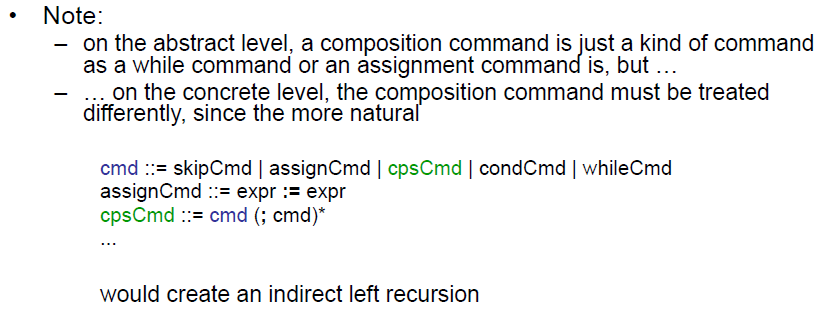 • Note:
– on the abstract level, a composition command is just a kind of command
as a while command or an assignment command is, but …
– … on the concrete level, the composition command must be treated
differently, since the more natural
cmd ::= skipCmd | assignCmd | cpsCmd | condCmd | whileCmd
assignCmd ::= expr := expr
cpsCmd ::= cmd (; cmd)*
...
would create an indirect left recursion